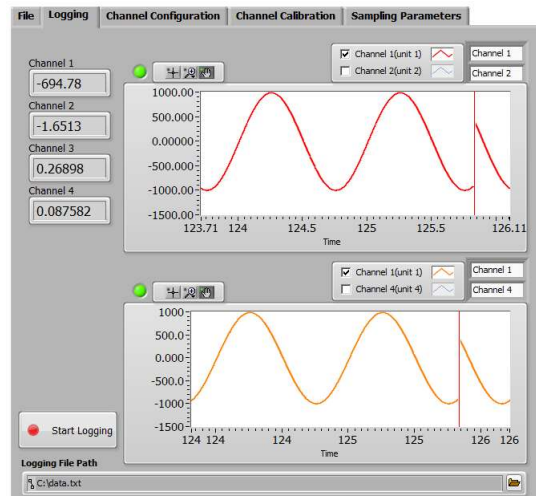 File Logging Channel Configuration Channel Calibration Sampling Parameters
Channel 1
-694.78
Channel 2
-1.6513
Channel 3
0.26898
Channel 4
0.087582
Channel 1(unit 1) Channel 1
Channel 2(unit 2) Channel 2
1000.00
500.000
0.00000
-500.000
-1000.00
-1500.00
123.71 124 124.5 125 125.5 126.11
Time
Channel 1(unit 1) Channel 1
Channel 4(unit 4) Channel 4
1000
500.0
0.000
-500.0
-1000
-1500
124 124 124 125 125 126 126
Time
Start Logging
Logging File Path
C:\data.txt